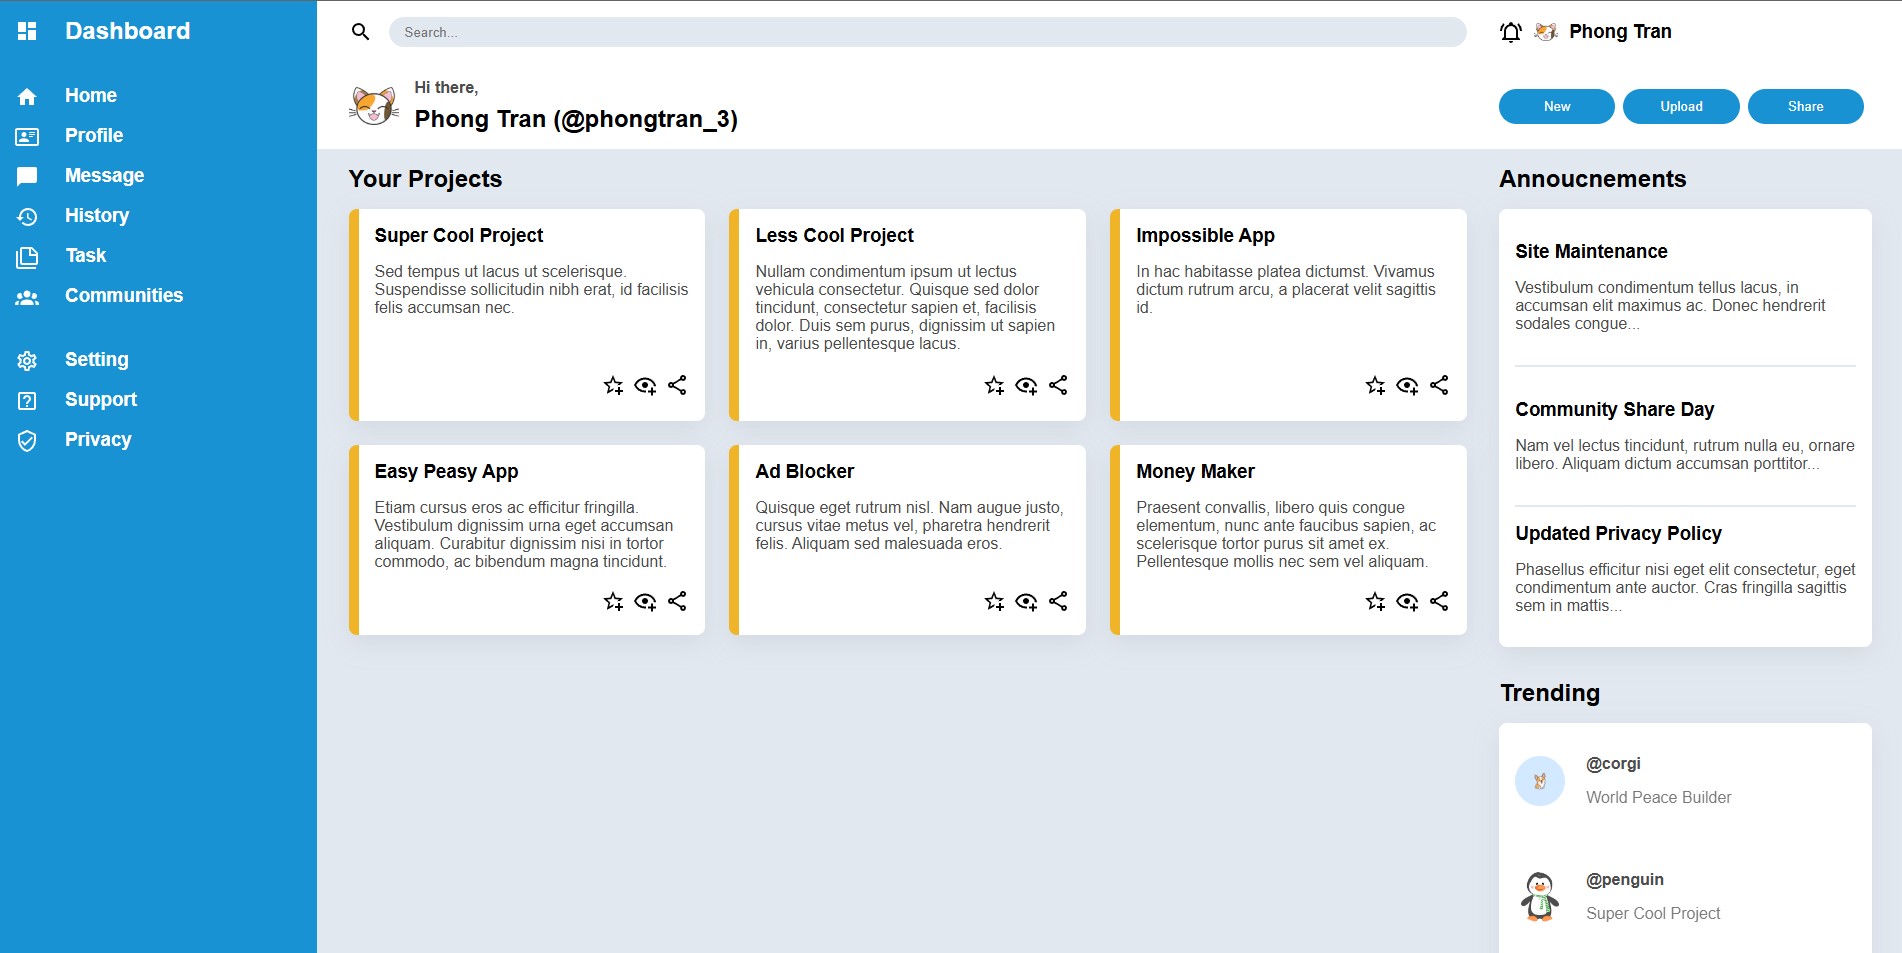 Dashboard
Home
Profile
Message
History
Task
Communities
Setting
Support
Privacy
Search...
Phong Tran
Hi there,
Phong Tran (@phongtran_3)
New
Upload
Share
Your Projects
Super Cool Project
Sed tempus ut lacus ut scelerisque.
Suspendisse sollicitudin nibh erat, id facilisis
felis accumsan nec.
Less Cool Project
Nullam condimentum ipsum ut lectus
vehicula consectetur. Quisque sed dolor
tincidunt, consectetur sapien et, facilisis
dolor. Duis sem purus, dignissim ut sapien
in, varius pellentesque lacus.
Impossible App
In hac habitasse platea dictumst. Vivamus
dictum rutrum arcu, a placerat velit sagittis
id.
Easy Peasy App
Etiam cursus eros ac efficitur fringilla.
Vestibulum dignissim urna eget accumsan
aliquam. Curabitur dignissim nisi in tortor
commodo, ac bibendum magna tincidunt.
Ad Blocker
Quisque eget rutrum nisl. Nam augue justo,
cursus vitae metus vel, pharetra hendrerit
felis. Aliquam sed malesuada eros.
Money Maker
Praesent convallis, libero quis congue
elementum, nunc ante faucibus sapien, ac
scelerisque tortor purus sit amet ex.
Pellentesque mollis nec sem vel aliquam.
Annoucnements
Site Maintenance
Vestibulum condimentum tellus lacus, in
accumsan elit maximus ac. Donec hendrerit
sodales congue...
Community Share Day
Nam vel lectus tincidunt, rutrum nulla eu, ornare
libero. Aliquam dictum accumsan porttitor...
Updated Privacy Policy
Phasellus efficitur nisi eget elit consectetur, eget
condimentum ante auctor. Cras fringilla sagittis
sem in mattis...
Trending
@corgi
World Peace Builder
@penguin
Super Cool Project